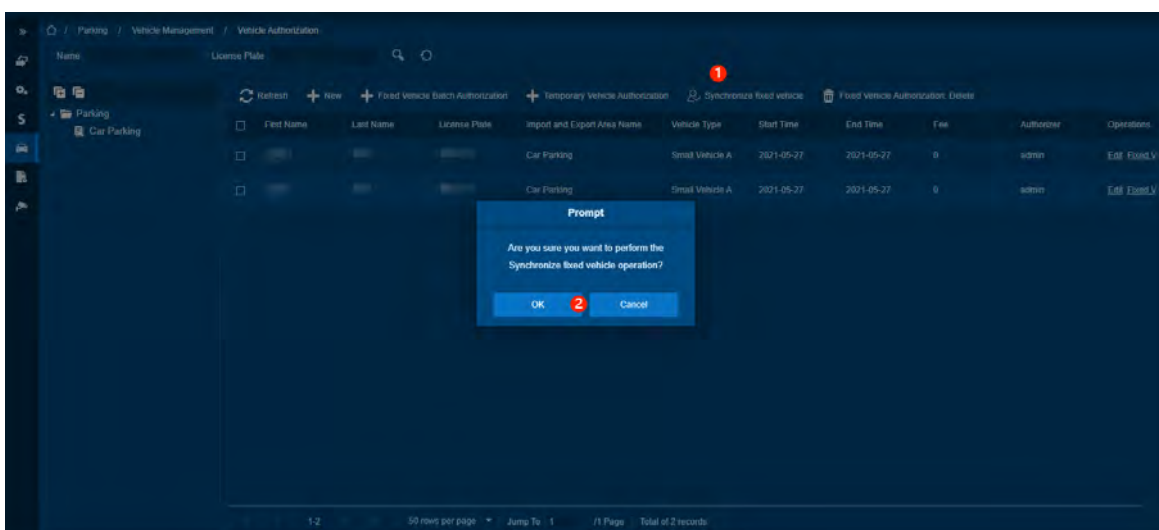 / Parking / Vehicle Management / Vehicle Authorization
Name License Plate
1
Refresh New Fixed Vehicle Batch Authorization Temporary Vehicle Authorization Synchronize fixed vehicle Fixed Vehicle Authorization Delete
Parking
Car Parking
First Name Last Name License Plate Import and Export Area Name Vehicle Type Start Time End Time Fee Authorizer Operations
Car Parking Small Vehicle A 2021-05-27 2021-05-27 0 admin Edit Fixed V
Car Parking Small Vehicle A 2021-05-27 2021-05-27 0 admin Edit Fixed V
Prompt
Are you sure you want to perform the
Synchronize fixed vehicle operation?
OK 2 Cancel
1-2 50 rows per page Jump To 1 /1 Page Total of 2 records